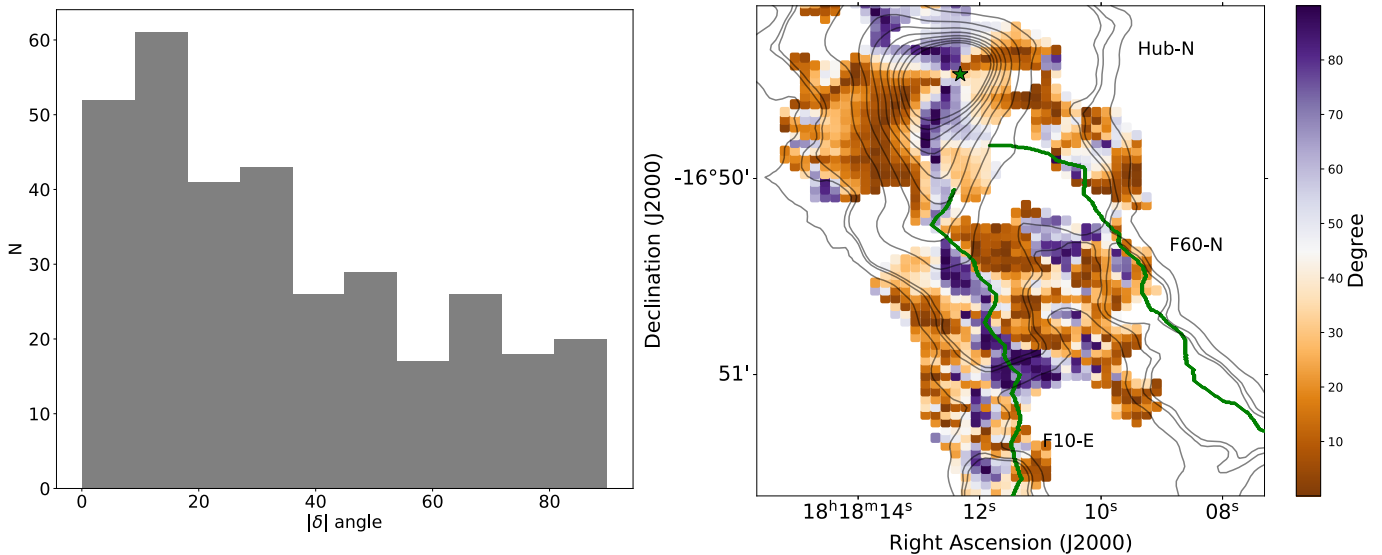 60
50
40
30
20
10
0
N
0 20 40 60 80
|δ| angle
Declination (J2000)
-16°50'
51'
Hub-N
F60-N
F10-E
18ʰ18ᵐ14ˢ 12ˢ 10ˢ 08ˢ
Right Ascension (J2000)
80
70
60
50
40
30
20
10
Degree